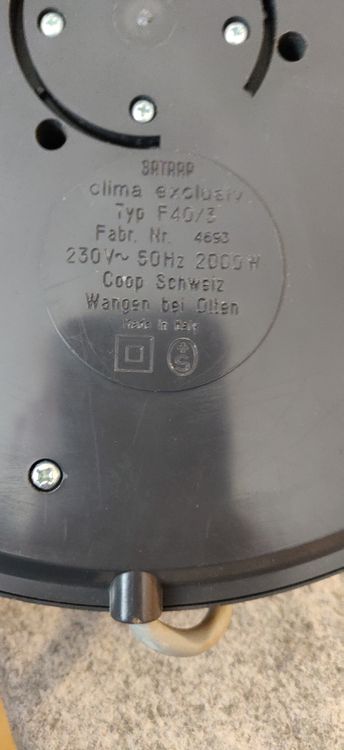 SATRAP
clima exclusiv
Typ F40/3
Fabr. Nr. 4693
230V~ 50Hz 2000W
Coop Schweiz
Wangen bei Olten
Made in Italy
S